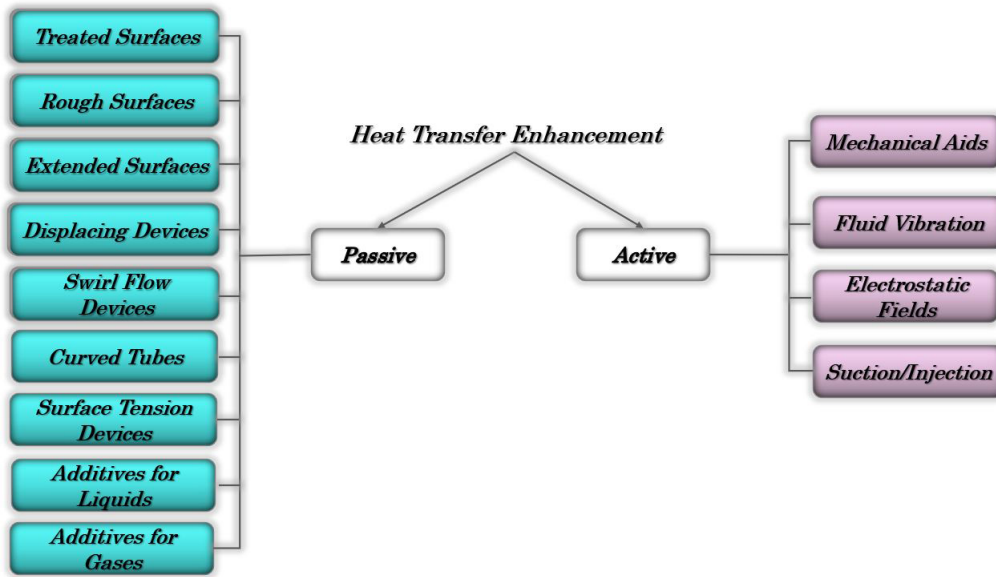 Treated Surfaces
Rough Surfaces
Extended Surfaces
Displacing Devices
Swirl Flow
Devices
Curved Tubes
Surface Tension
Devices
Additives for
Liquids
Additives for
Gases
Heat Transfer Enhancement
Passive
Active
Mechanical Aids
Fluid Vibration
Electrostatic
Fields
Suction/Injection